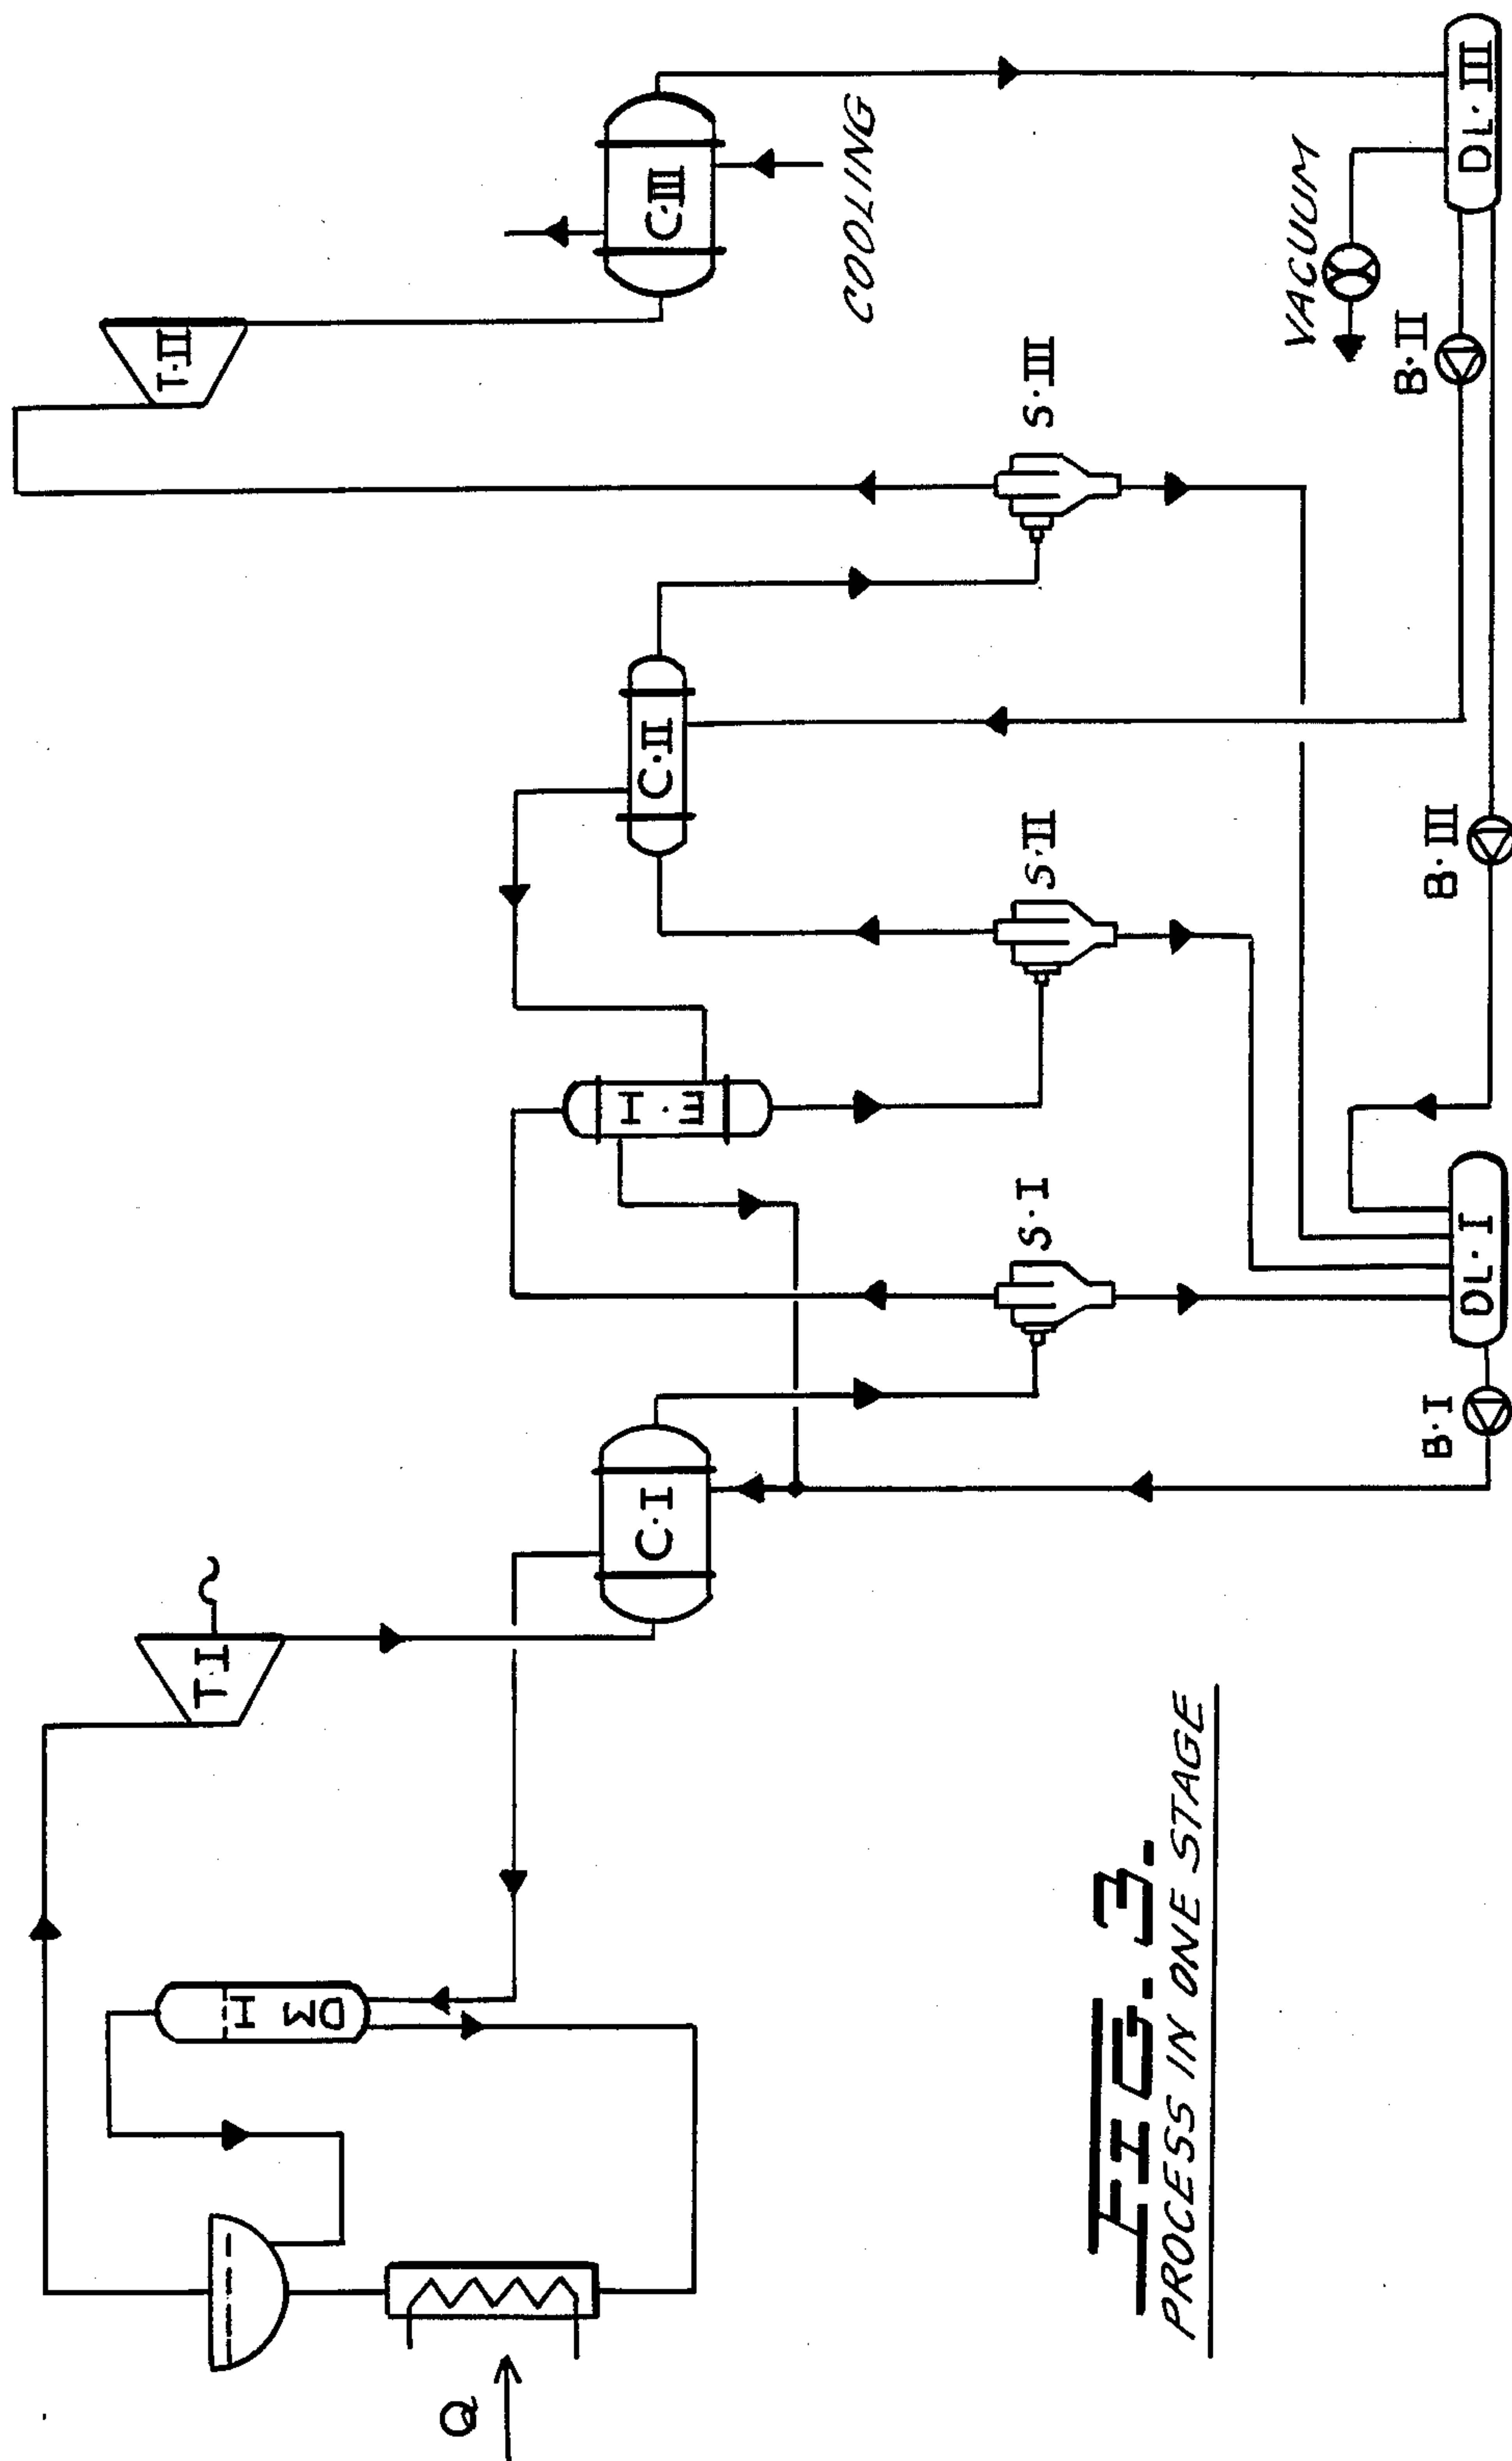 Q
DM I
T·I
C·I
S·I
E·I
S·II
C·II
S·III
T·II
C·III
COOLING
VACUUM
B·I
DL·I
B·III
B·II
DL·III
FIG. 3.
PROCESS IN ONE STAGE